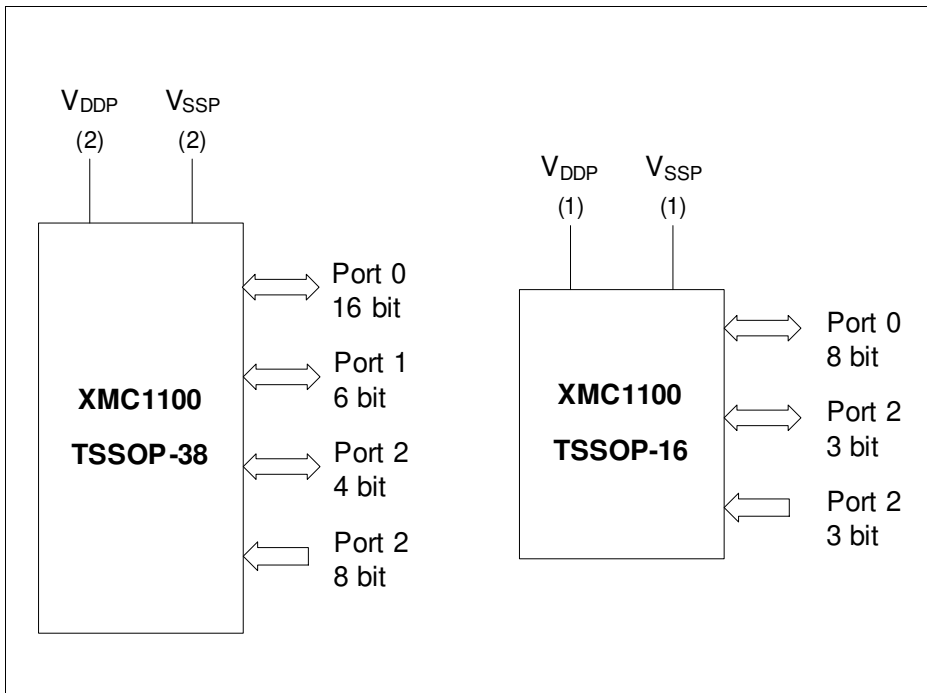 VDDP VSSP
(2) (2)
XMC1100
TSSOP-38
Port 0
16 bit
Port 1
6 bit
Port 2
4 bit
Port 2
8 bit
VDDP VSSP
(1) (1)
XMC1100
TSSOP-16
Port 0
8 bit
Port 2
3 bit
Port 2
3 bit